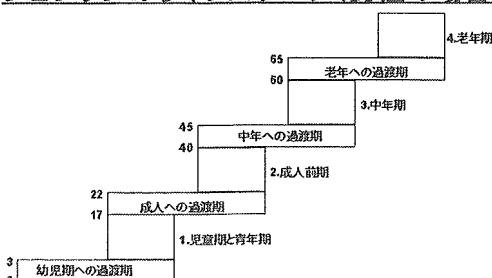 4.老年期
65
老年への過渡期
60
3.中年期
45
中年への過渡期
40
2.成人前期
22
成人への過渡期
17
1.児童期と青年期
3
幼児期への過渡期